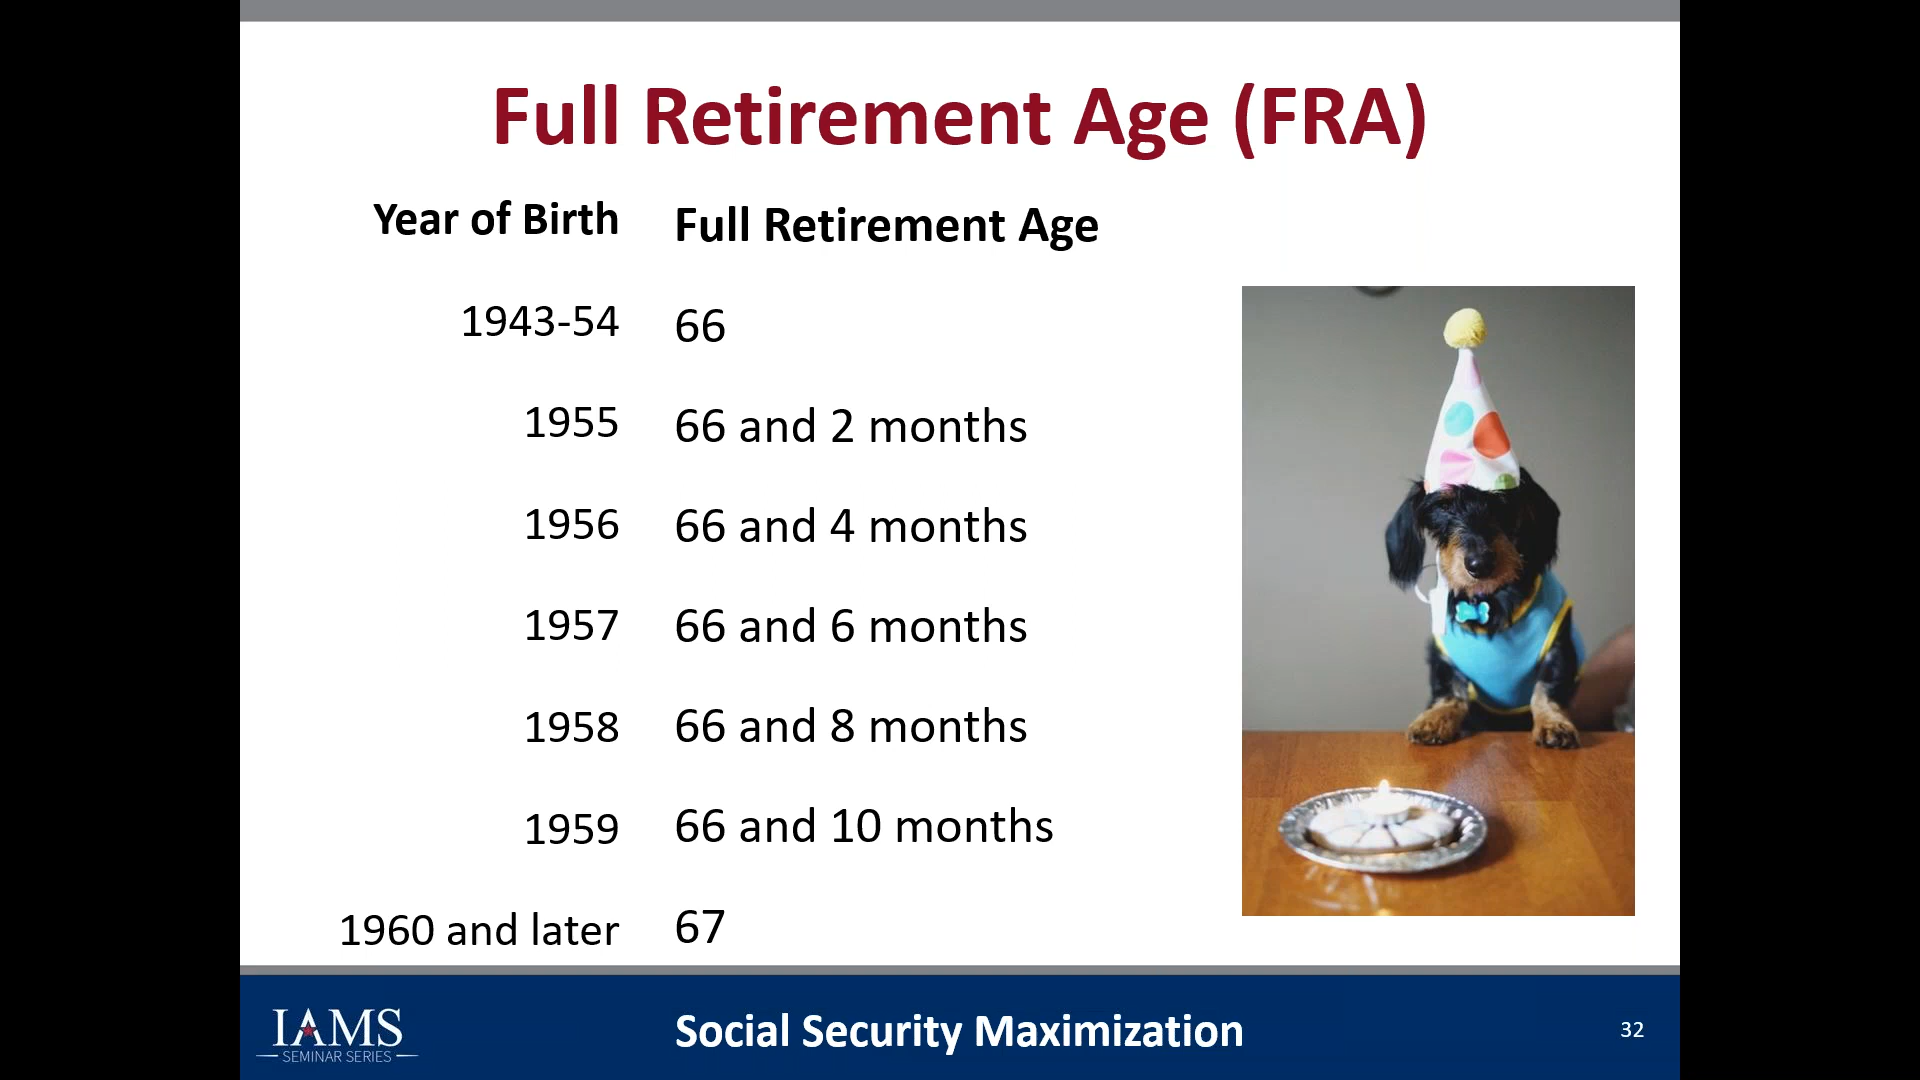 Full Retirement Age (FRA)
Year of Birth Full Retirement Age
1943-54 66
1955 66 and 2 months
1956 66 and 4 months
1957 66 and 6 months
1958 66 and 8 months
1959 66 and 10 months
1960 and later 67
IAMS
SEMINAR SERIES
Social Security Maximization
32